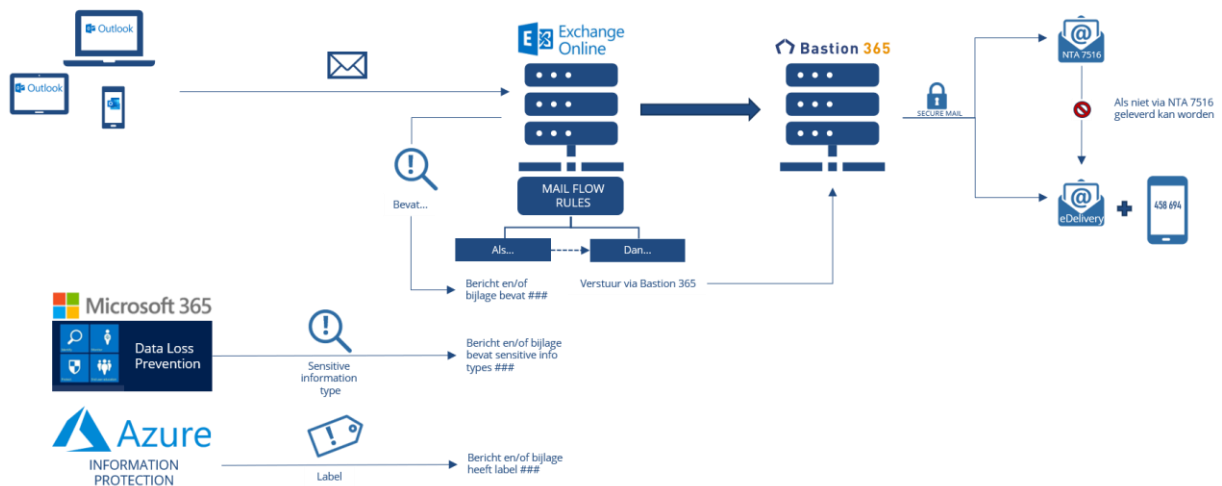 Outlook
Outlook
Exchange
Online
Bastion 365
NTA 7516
Als niet via NTA 7516
geleverd kan worden
SECURE MAIL
Bevat...
MAIL FLOW
RULES
Als...
Dan...
eDelivery
458 694
Bericht en/of
bijlage bevat ###
Verstuur via Bastion 365
Microsoft 365
Data Loss
Prevention
Sensitive
information
type
Bericht en/of bijlage
bevat sensitive info
types ###
Azure
INFORMATION
PROTECTION
Label
Bericht en/of bijlage
heeft label ###